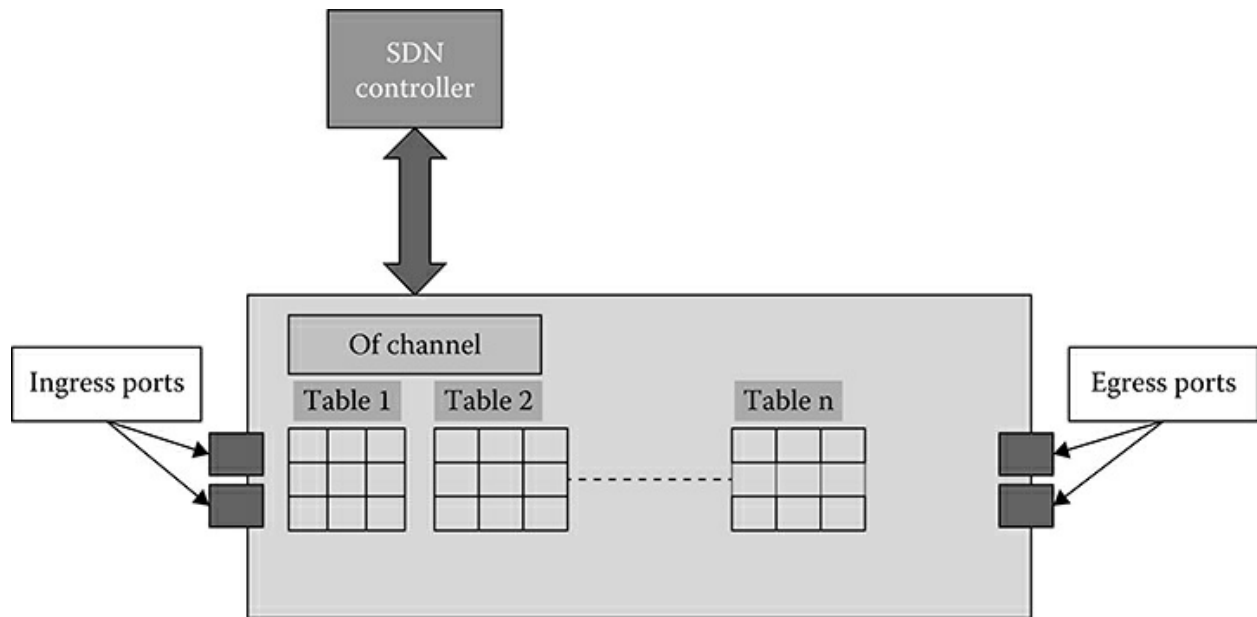 SDN
controller
Of channel
Ingress ports
Egress ports
Table 1
Table 2
Table n